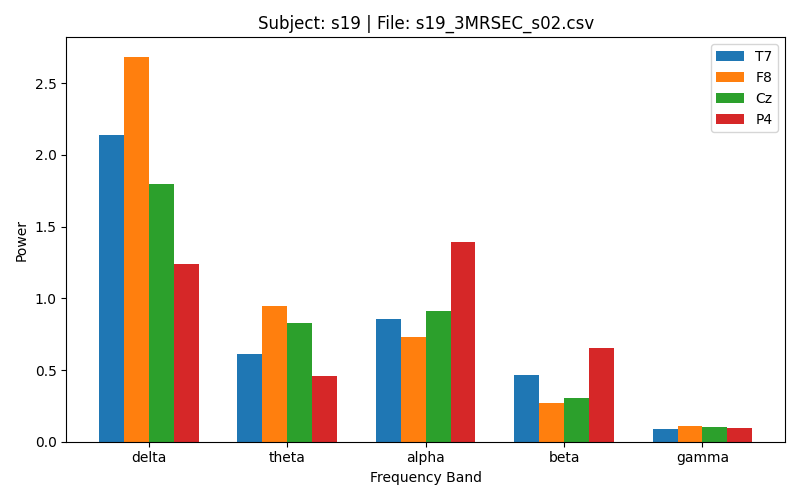 Subject: s19 | File: s19_3MRSEC_s02.csv
T7
F8
Cz
P4
Power
2.5
2.0
1.5
1.0
0.5
0.0
delta theta alpha beta gamma
Frequency Band